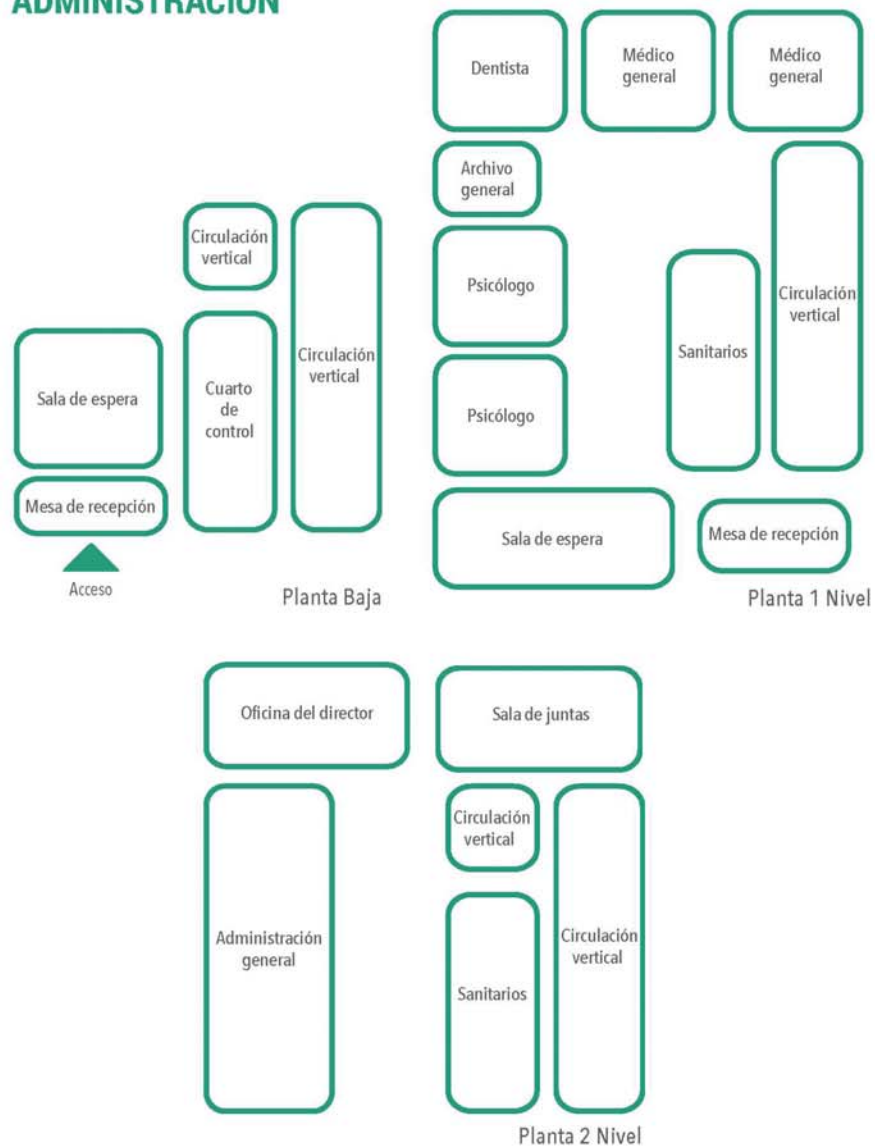 ADMINISTRACIÓN
Circulación
vertical
Circulación
vertical
Sala de espera
Cuarto
de
control
Mesa de recepción
Acceso
Planta Baja
Dentista
Médico
general
Médico
general
Archivo
general
Psicólogo
Circulación
vertical
Sanitarios
Psicólogo
Sala de espera
Mesa de recepción
Planta 1 Nivel
Oficina del director
Sala de juntas
Circulación
vertical
Administración
general
Circulación
vertical
Sanitarios
Planta 2 Nivel